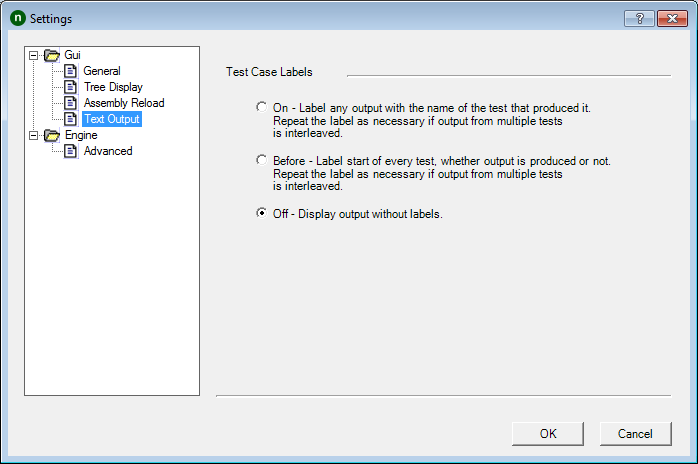 n Settings
?
Gui
General
Tree Display
Assembly Reload
Text Output
Engine
Advanced
Test Case Labels
On - Label any output with the name of the test that produced it.
Repeat the label as necessary if output from multiple tests
is interleaved.
Before - Label start of every test, whether output is produced or not.
Repeat the label as necessary if output from multiple tests
is interleaved.
Off - Display output without labels.
OK
Cancel